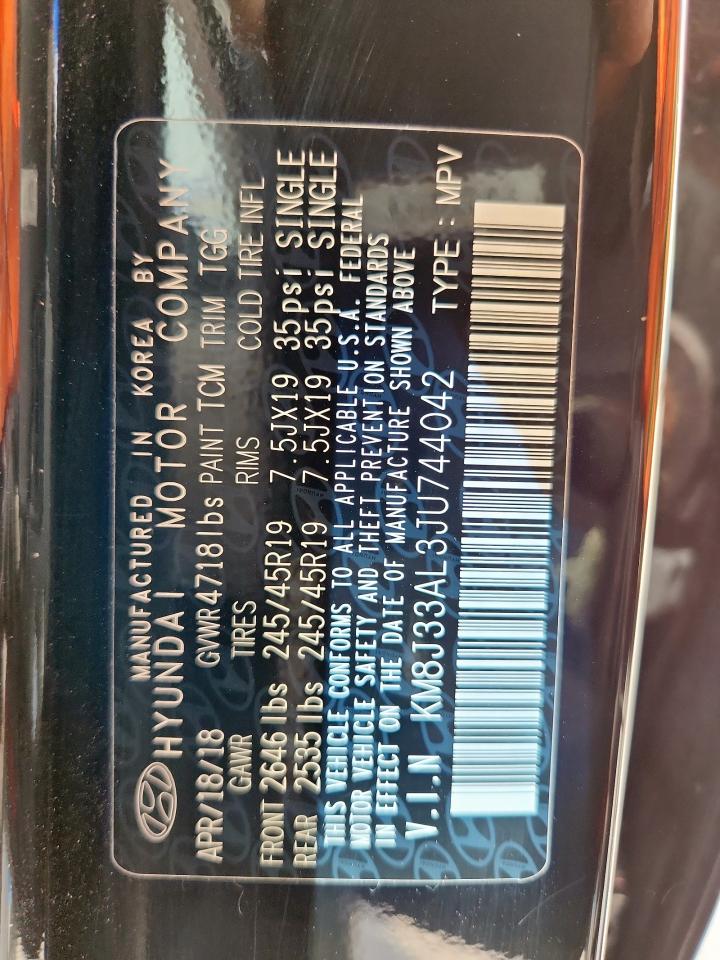 MANUFACTURED IN KOREA BY
HYUNDAI MOTOR COMPANY
APR/18/18 GVWR4718lbs PAINT TCM TRIM TGG
GAWR TIRES RIMS COLD TIRE INFL
FRONT 2646 lbs 245/45R19 7.5JX19 35psi SINGLE
REAR 2535 lbs 245/45R19 7.5JX19 35psi SINGLE
THIS VEHICLE CONFORMS TO ALL APPLICABLE U.S.A. FEDERAL
MOTOR VEHICLE SAFETY AND THEFT PREVENTION STANDARDS
IN EFFECT ON THE DATE OF MANUFACTURE SHOWN ABOVE
V.I.N KM8J33AL3JU744042 TYPE : MPV